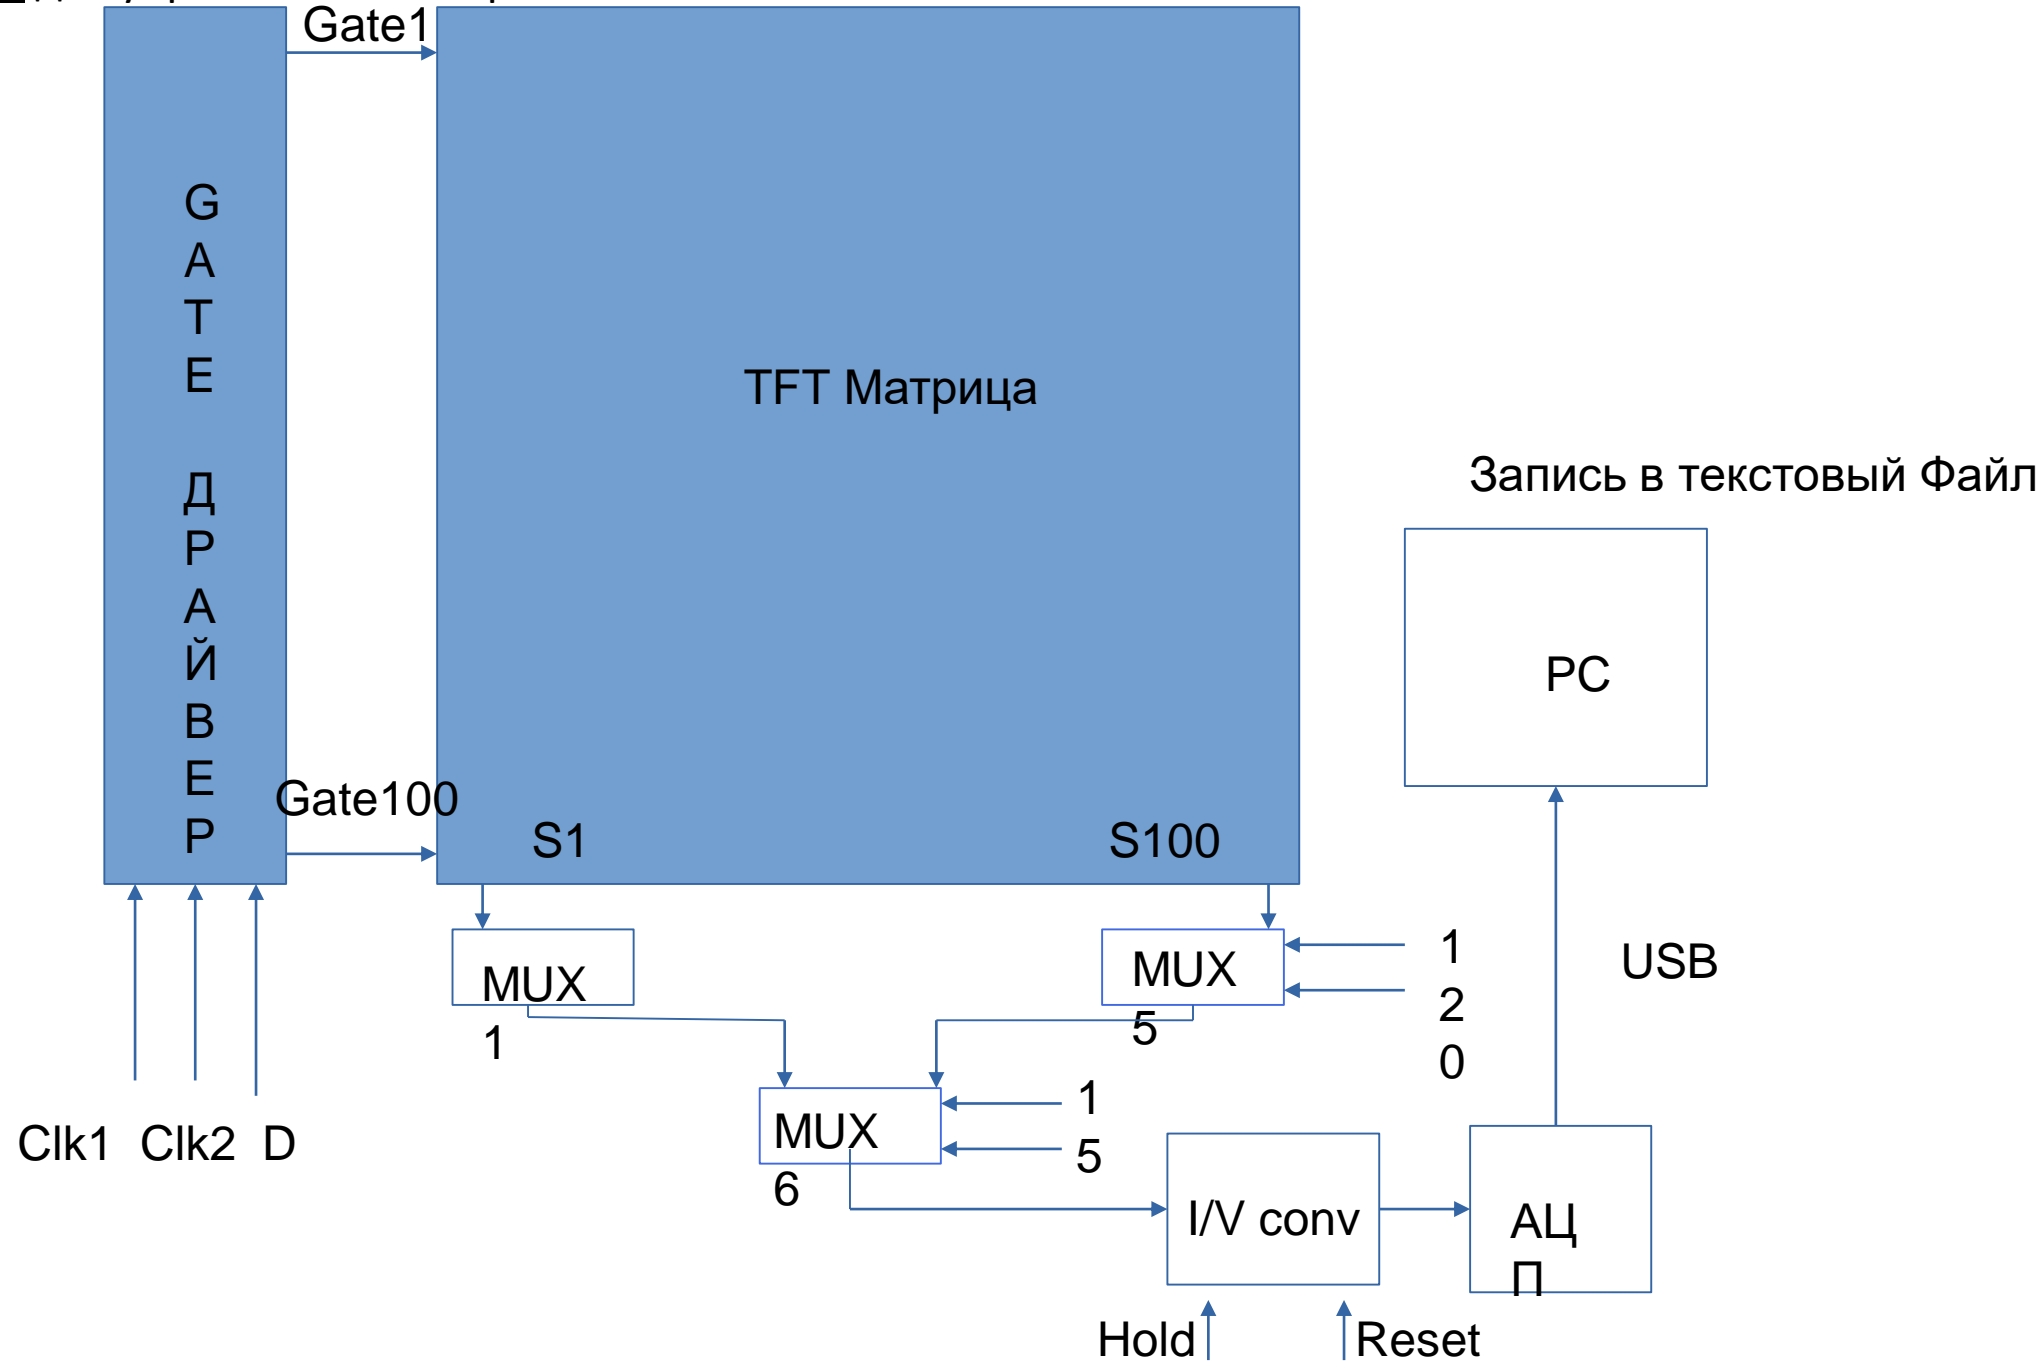 Gate1
G
A
T
E
Д
Р
А
Й
В
Е
Р
TFT Матрица
Запись в текстовый Файл
PC
Gate100
S1
S100
MUX
1
MUX
5
1
2
0
USB
Clk1 Clk2 D
MUX
6
1
5
I/V conv
АЦ
П
Hold
Reset